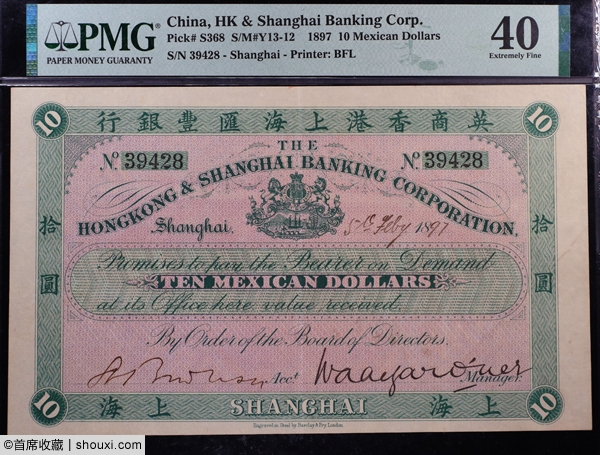 PMG
PAPER MONEY GUARANTY
China, HK & Shanghai Banking Corp.
Pick# S368 S/M#Y13-12 1897 10 Mexican Dollars
S/N 39428 - Shanghai - Printer: BFL
40
Extremely Fine
10
行銀豐匯海上港香商英
10
THE
HONGKONG & SHANGHAI BANKING CORPORATION.
No. 39428
No. 39428
拾圓
拾圓
Shanghai, 5th Feby 1897
Promises to pay the Bearer on Demand
TEN MEXICAN DOLLARS
at its Office here value received.
By Order of the Board of Directors.
Acct.
Manager.
10
海上
SHANGHAI
海上
10
Engraved on Steel by Barclay & Fry London
©首席收藏 | shouxi.com